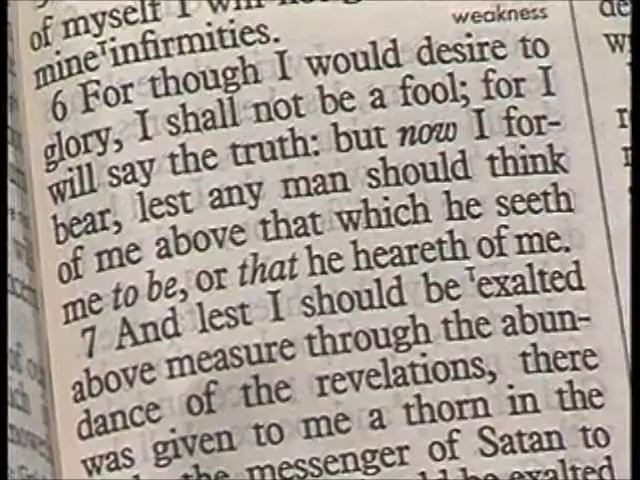 of myself I will
weakness
mine infirmities.
6 For though I would desire to
glory, I shall not be a fool; for I
will say the truth: but now I for-
bear, lest any man should think
of me above that which he seeth
me to be, or that he heareth of me.
7 And lest I should be exalted
above measure through the abun-
dance of the revelations, there
was given to me a thorn in the
the messenger of Satan to
be exalted